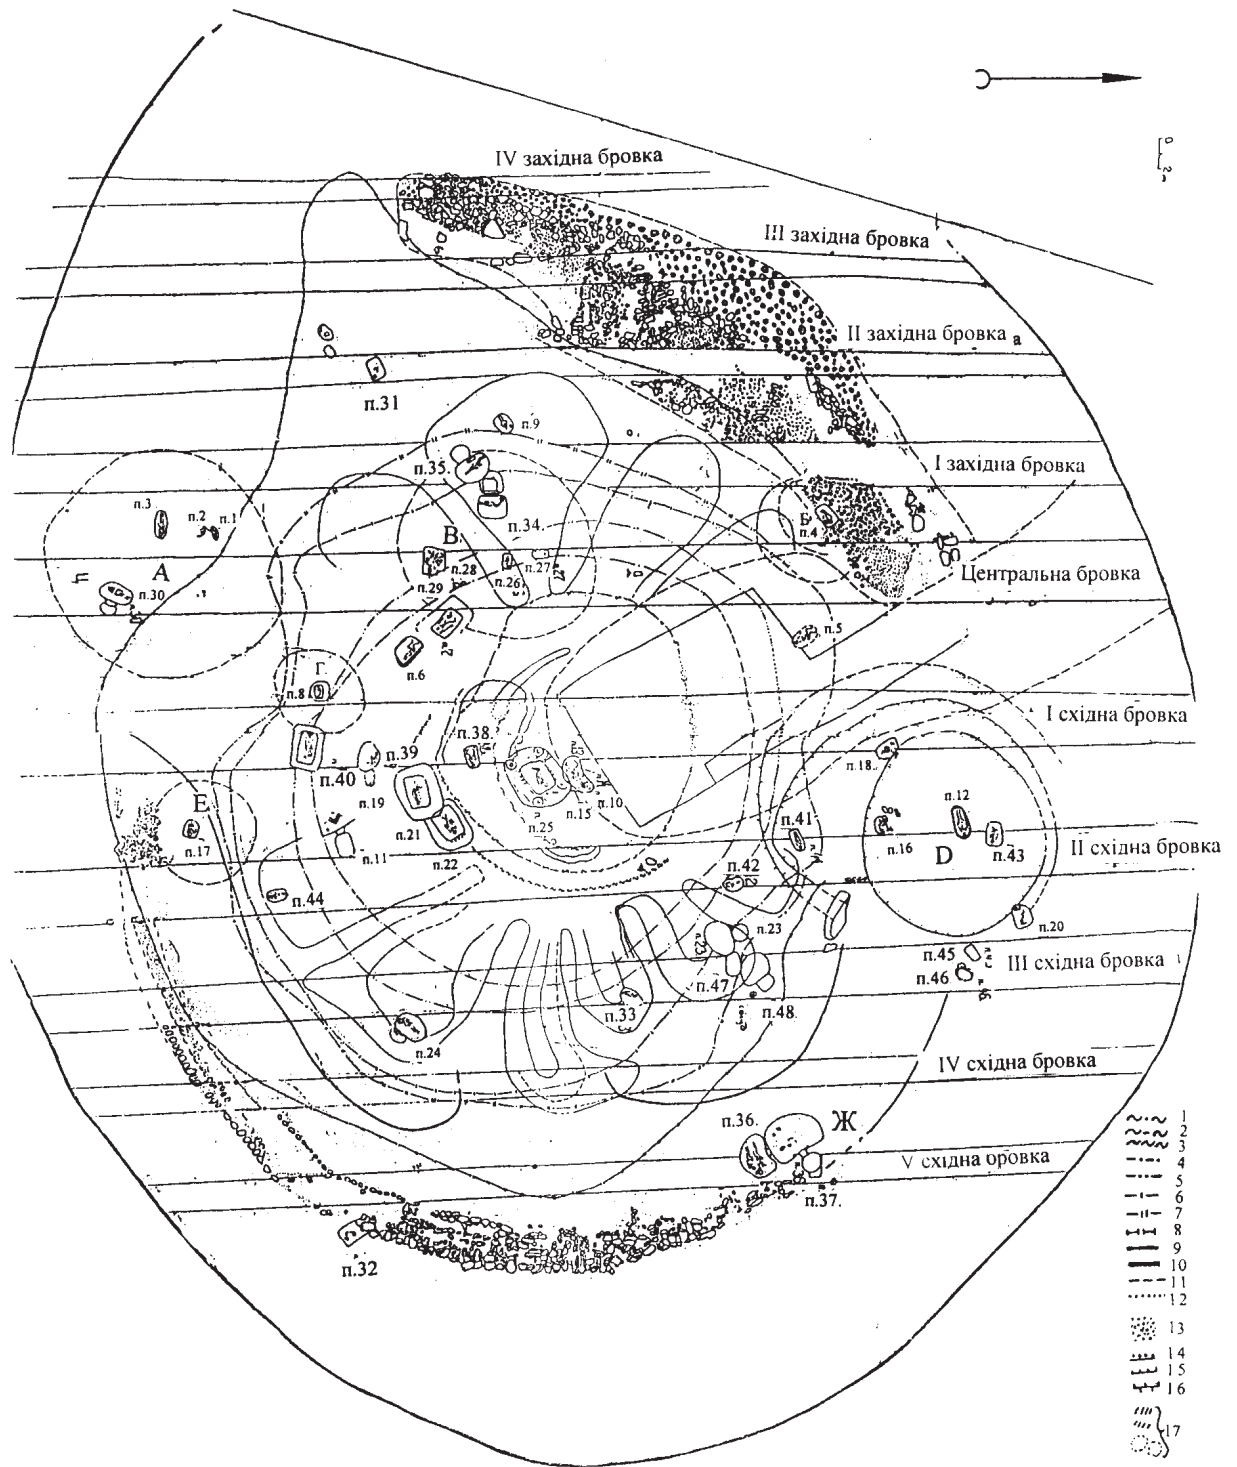 IV західна бровка
III західна бровка
II західна бровка а
п.31
п.9
п.35.
I західна бровка
п.3
п.2
п.1
п.34.
Б
п.4
В
А
п.28
п.27
п.29
п.26
п.30
Центральна бровка
п.5
п.6
Г
п.8
I східна бровка
п.38.
п.39
п.40
п.18.
п.19
п.10
п.15
п.12
Е
п.17
п.21
п.25
п.41
п.16
D
п.43
II східна бровка
п.11
п.22
п.42
п.44
п.20
п.23
п.23
п.45
III східна бровка
п.46
п.47
п.33
п.48.
п.24
IV східна бровка
п.36.
Ж
V східна бровка
п.37.
п.32
1
2
3
4
5
6
7
8
9
10
11
12
13
14
15
16
17